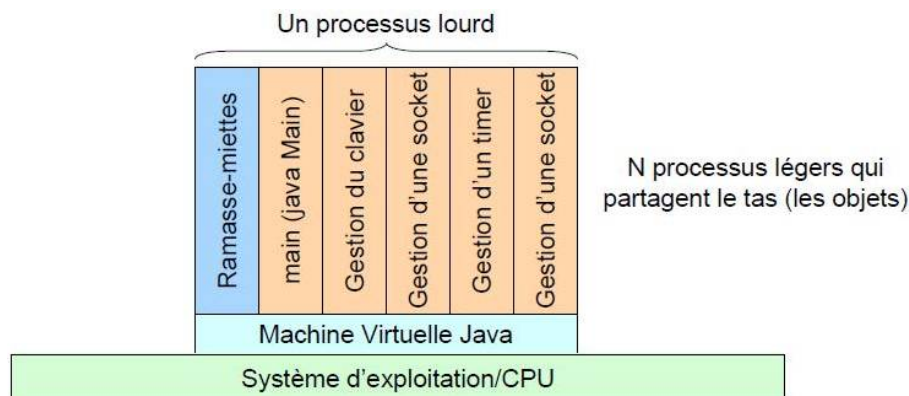 Un processus lourd
Ramasse-miettes
main (java Main)
Gestion du clavier
Gestion d'une socket
Gestion d'un timer
Gestion d'une socket
N processus légers qui
partagent le tas (les objets)
Machine Virtuelle Java
Système d'exploitation/CPU